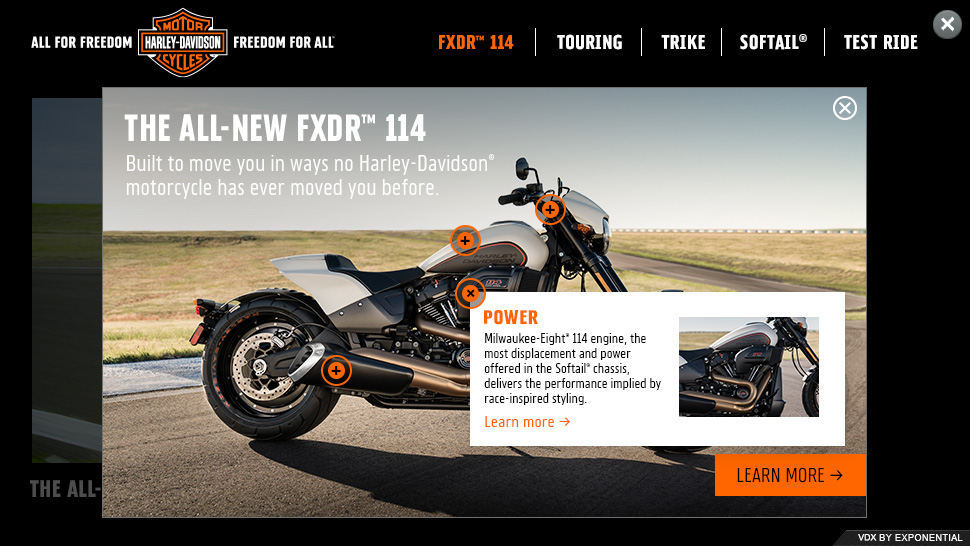 ALL FOR FREEDOM
MOTOR
HARLEY-DAVIDSON
CYCLES
FREEDOM FOR ALL™
FXDR™ 114
TOURING
TRIKE
SOFTAIL®
TEST RIDE
THE ALL-NEW FXDR™ 114
Built to move you in ways no Harley-Davidson®
motorcycle has ever moved you before.
HARLEY-DAVIDSON
114
POWER
Milwaukee-Eight® 114 engine, the
most displacement and power
offered in the Softail® chassis,
delivers the performance implied by
race-inspired styling.
Learn more →
LEARN MORE →
THE ALL-
VDX BY EXPONENTIAL